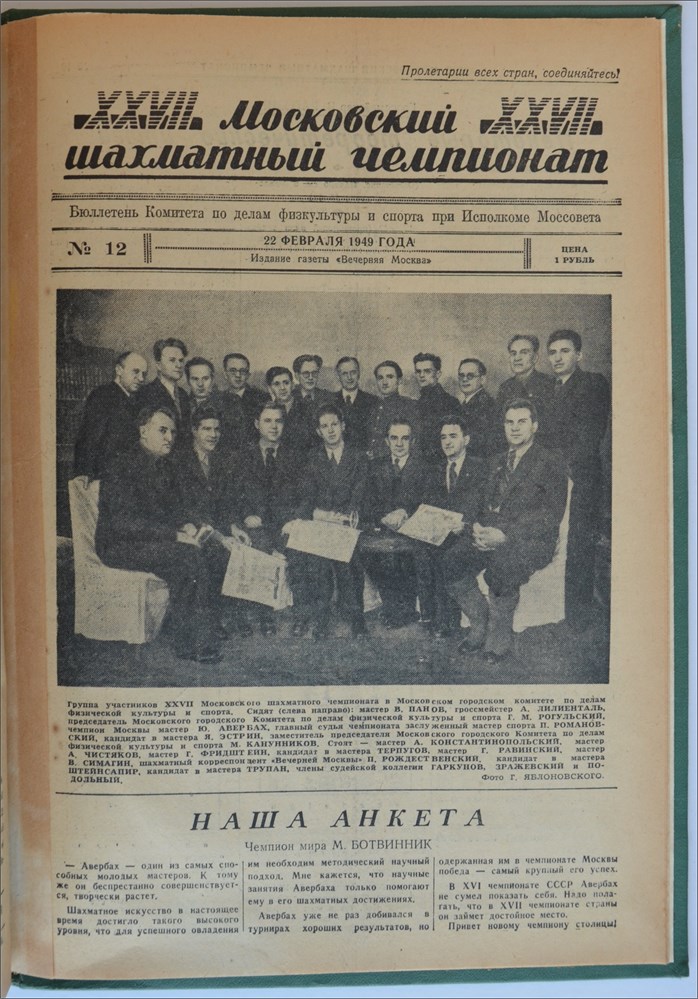 Пролетарии всех стран, соединяйтесь!
XXVII Московский XXVII
шахматный чемпионат
Бюллетень Комитета по делам физкультуры и спорта при Исполкоме Моссовета
№ 12
22 ФЕВРАЛЯ 1949 ГОДА
Издание газеты «Вечерняя Москва»
ЦЕНА
1 РУБЛЬ
Группа участников XXVII Московского шахматного чемпионата в Московском городском комитете по делам
физической культуры и спорта. Сидят (слева направо): мастер В. ПАНОВ, гроссмейстер А. ЛИЛИЕНТАЛЬ,
председатель Московского городского Комитета по делам физической культуры и спорта Г. М. РОГУЛЬСКИЙ,
чемпион Москвы мастер Ю. АВЕРБАХ, главный судья чемпионата заслуженный мастер спорта П. РОМАНОВ-
СКИЙ, кандидат в мастера Я. ЭСТРИН, заместитель председателя Московского городского Комитета по делам
физической культуры и спорта М. КАНУННИКОВ. Стоят — мастер А. КОНСТАНТИНОПОЛЬСКИЙ, мастер
А. ЧИСТЯКОВ, мастер Г. ФРИДШТЕЙН, кандидат в мастера ТЕРПУГОВ, мастер Г. РАВИНСКИЙ, мастер
В. СИМАГИН, шахматный корреспондент «Вечерней Москвы» П. РОЖДЕСТВЕНСКИЙ, кандидат в мастера
ШТЕЙНСАПИР, кандидат в мастера ТРУПАН, члены судейской коллегии ГАРКУНОВ, ЗРАЖЕВСКИЙ и ПО-
ДОЛЬНЫЙ.
Фото Г. ЯБЛОНОВСКОГО.
НАША АНКЕТА
Чемпион мира М. БОТВИННИК
— Авербах — один из самых спо-
собных молодых мастеров. К тому
же он беспрестанно совершенствует-
ся, творчески растет.
Шахматное искусство в настоящее
время достигло такого высокого
уровня, что для успешного овладения
им необходим методический научный
подход. Мне кажется, что научные
занятия Авербаха только помогают
ему в его шахматных достижениях.
Авербах уже не раз добивался в
турнирах хороших результатов, но
одержанная им в чемпионате Москвы
победа — самый крупный его успех.
В XVI чемпионате СССР Авербах
не сумел показать себя. Надо пола-
гать, что в XVII чемпионате страны
он займет достойное место.
Привет новому чемпиону столицы!